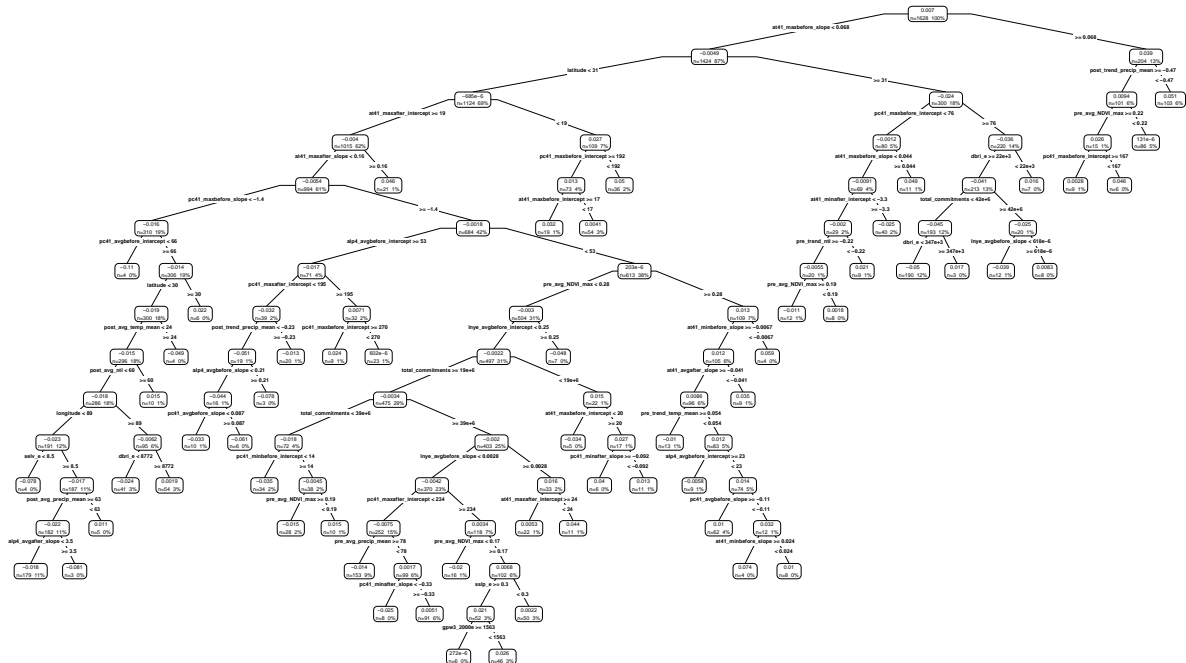 0.007
n=1628 100%
at41_maxbefore_slope < 0.068
>= 0.068
−0.0049
n=1424 87%
0.039
n=204 13%
latitude < 31
>= 31
post_trend_precip_mean >= −0.47
< −0.47
−685e−6
n=1124 69%
−0.024
n=300 18%
0.0094
n=101 6%
0.051
n=103 6%
at41_maxafter_intercept >= 19
< 19
pc41_maxbefore_intercept < 76
>= 76
pre_avg_NDVI_max >= 0.22
< 0.22
−0.004
n=1015 62%
0.027
n=109 7%
−0.0012
n=80 5%
−0.036
n=220 14%
0.026
n=15 1%
131e−6
n=86 5%
at41_maxafter_slope < 0.16
>= 0.16
pc41_maxbefore_intercept >= 192
< 192
at41_maxbefore_slope < 0.044
>= 0.044
dbri_e >= 22e+3
< 22e+3
pc41_maxbefore_intercept >= 167
< 167
−0.0054
n=994 61%
0.046
n=21 1%
0.013
n=73 4%
0.05
n=36 2%
−0.0091
n=69 4%
0.049
n=11 1%
−0.041
n=213 13%
0.016
n=7 0%
0.0028
n=9 1%
0.046
n=6 0%
pc41_maxbefore_slope < −1.4
>= −1.4
at41_maxbefore_intercept >= 17
< 17
at41_minafter_intercept < −3.3
>= −3.3
total_commitments < 42e+6
>= 42e+6
−0.016
n=310 19%
−0.0018
n=684 42%
0.032
n=19 1%
0.0041
n=54 3%
−0.002
n=29 2%
−0.025
n=40 2%
−0.045
n=193 12%
−0.025
n=20 1%
pc41_avgbefore_intercept < 66
>= 66
alp4_avgbefore_intercept >= 53
< 53
pre_trend_ntl >= −0.22
< −0.22
dbri_e < 347e+3
>= 347e+3
lnye_avgbefore_slope < 618e−6
>= 618e−6
−0.11
n=4 0%
−0.014
n=306 19%
−0.017
n=71 4%
203e−6
n=613 38%
−0.0055
n=20 1%
0.021
n=9 1%
−0.05
n=190 12%
0.017
n=3 0%
−0.039
n=12 1%
0.0083
n=8 0%
latitude < 30
>= 30
pc41_maxafter_intercept < 195
>= 195
pre_avg_NDVI_max < 0.28
>= 0.28
pre_avg_NDVI_max >= 0.19
< 0.19
−0.019
n=300 18%
0.022
n=6 0%
−0.032
n=39 2%
0.0071
n=32 2%
−0.003
n=504 31%
0.013
n=109 7%
−0.011
n=12 1%
0.0018
n=8 0%
post_avg_temp_mean < 24
>= 24
post_trend_precip_mean < −0.23
>= −0.23
pc41_maxbefore_intercept >= 270
< 270
lnye_avgbefore_intercept < 0.25
>= 0.25
at41_minbefore_slope >= −0.0067
< −0.0067
−0.015
n=296 18%
−0.049
n=4 0%
−0.051
n=19 1%
−0.013
n=20 1%
0.024
n=9 1%
602e−6
n=23 1%
−0.0022
n=497 31%
−0.048
n=7 0%
0.012
n=105 6%
0.059
n=4 0%
post_avg_ntl < 60
>= 60
alp4_avgbefore_slope < 0.21
>= 0.21
total_commitments >= 19e+6
< 19e+6
at41_avgafter_slope >= −0.041
< −0.041
−0.018
n=286 18%
0.015
n=10 1%
−0.044
n=16 1%
−0.078
n=3 0%
−0.0034
n=475 29%
0.015
n=22 1%
0.0086
n=96 6%
0.035
n=9 1%
longitude < 89
>= 89
pc41_avgbefore_slope < 0.087
>= 0.087
total_commitments < 39e+6
>= 39e+6
at41_maxbefore_intercept < 20
>= 20
pre_trend_temp_mean >= 0.054
< 0.054
−0.023
n=191 12%
−0.0062
n=95 6%
−0.033
n=10 1%
−0.061
n=6 0%
−0.018
n=72 4%
−0.002
n=403 25%
−0.034
n=5 0%
0.027
n=17 1%
−0.01
n=13 1%
0.012
n=83 5%
selv_e < 8.5
>= 8.5
dbri_e < 8772
>= 8772
pc41_minbefore_intercept < 14
>= 14
lnye_avgbefore_slope < 0.0028
>= 0.0028
pc41_minafter_slope >= −0.092
< −0.092
alp4_avgbefore_intercept >= 23
< 23
−0.078
n=4 0%
−0.017
n=187 11%
−0.024
n=41 3%
0.0019
n=54 3%
−0.035
n=34 2%
−0.0045
n=38 2%
−0.0042
n=370 23%
0.016
n=33 2%
0.04
n=6 0%
0.013
n=11 1%
−0.0058
n=9 1%
0.014
n=74 5%
post_avg_precip_mean >= 63
< 63
pre_avg_NDVI_max >= 0.19
< 0.19
pc41_maxafter_intercept < 234
>= 234
at41_maxafter_intercept >= 24
< 24
pc41_avgbefore_slope >= −0.11
< −0.11
−0.022
n=182 11%
0.011
n=5 0%
−0.015
n=28 2%
0.015
n=10 1%
−0.0075
n=252 15%
0.0034
n=118 7%
0.0053
n=22 1%
0.044
n=11 1%
0.01
n=62 4%
0.032
n=12 1%
alp4_avgafter_slope < 3.5
>= 3.5
pre_avg_precip_mean >= 78
< 78
pre_avg_NDVI_max < 0.17
>= 0.17
at41_minbefore_slope >= 0.024
< 0.024
−0.018
n=179 11%
−0.081
n=3 0%
−0.014
n=153 9%
0.0017
n=99 6%
−0.02
n=16 1%
0.0068
n=102 6%
0.074
n=4 0%
0.01
n=8 0%
pc41_minafter_slope < −0.33
>= −0.33
sslp_e >= 0.3
< 0.3
−0.025
n=8 0%
0.0051
n=91 6%
0.021
n=52 3%
0.0022
n=50 3%
gpw3_2000e >= 1563
< 1563
272e−6
n=6 0%
0.026
n=46 3%